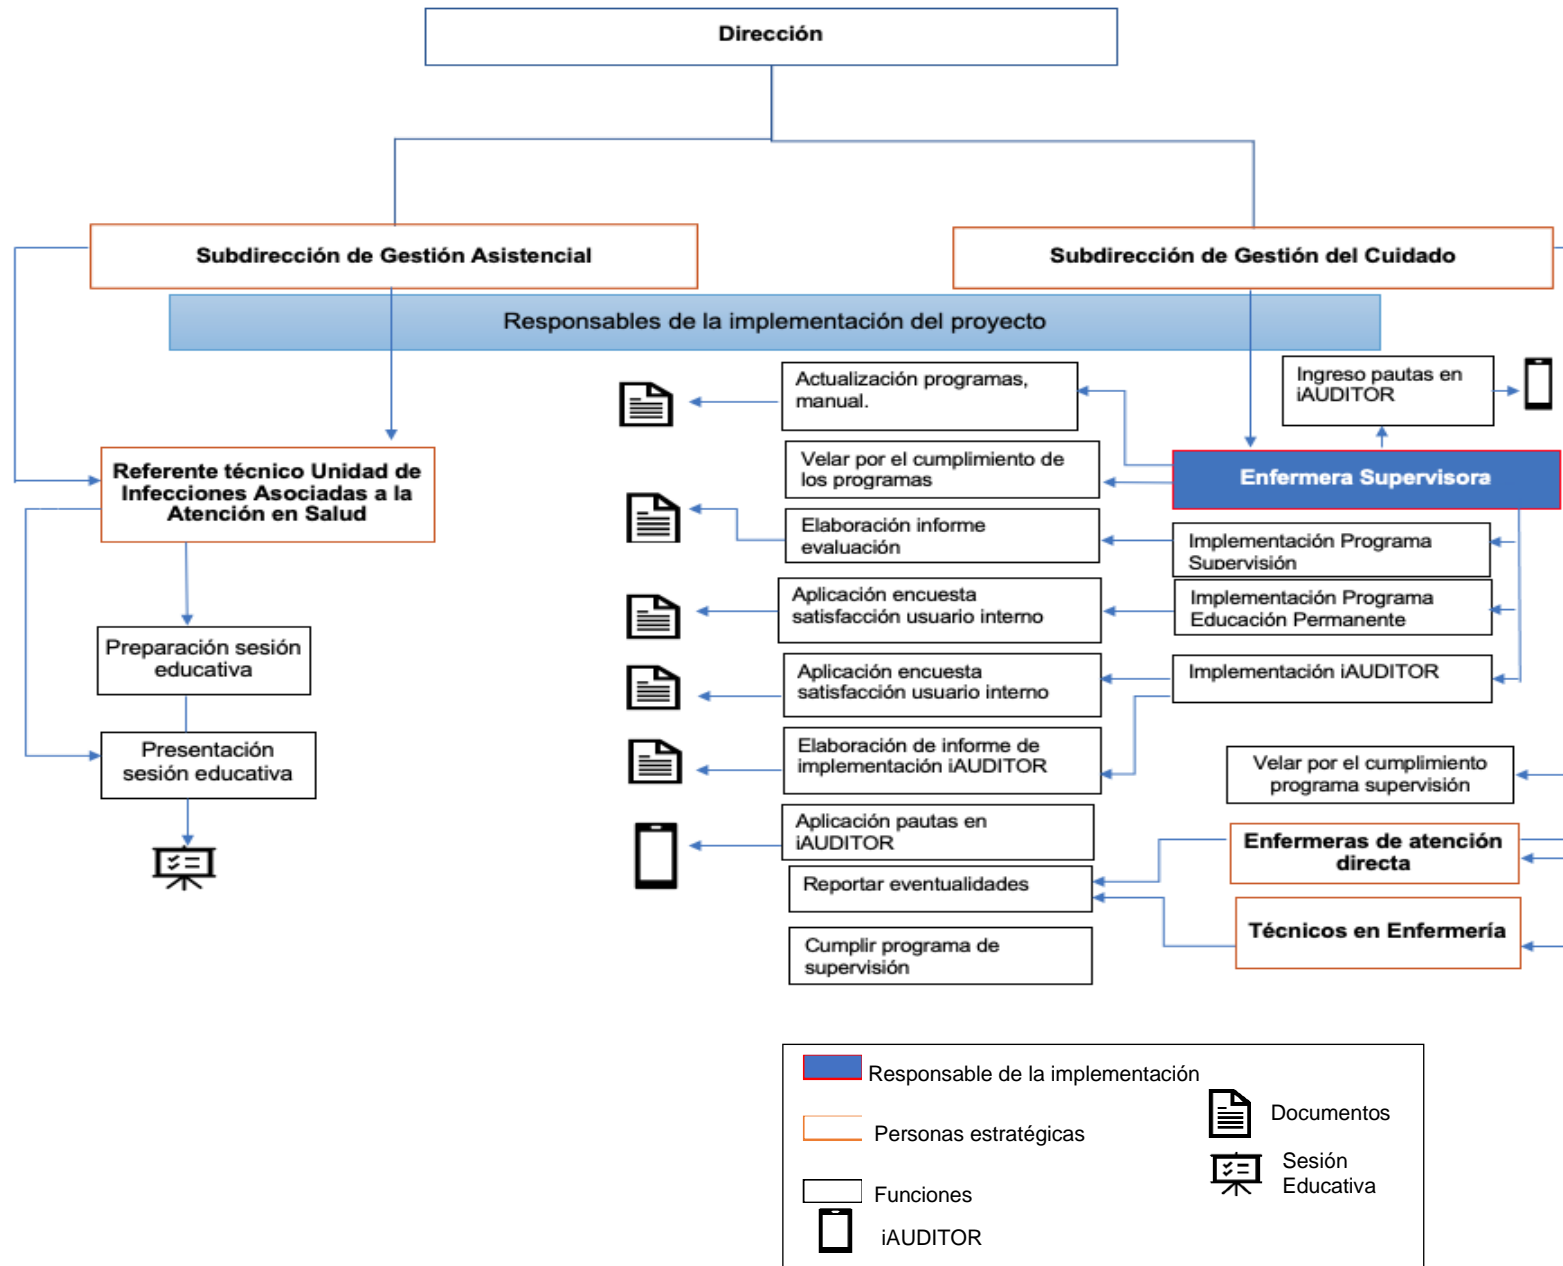 Dirección
Subdirección de Gestión Asistencial
Subdirección de Gestión del Cuidado
Responsables de la implementación del proyecto
Actualización programas,
manual.
Ingreso pautas en
iAUDITOR
Referente técnico Unidad de
Infecciones Asociadas a la
Atención en Salud
Velar por el cumplimiento de
los programas
Enfermera Supervisora
Elaboración informe
evaluación
Implementación Programa
Supervisión
Aplicación encuesta
satisfacción usuario interno
Implementación Programa
Educación Permanente
Preparación sesión
educativa
Aplicación encuesta
satisfacción usuario interno
Implementación iAUDITOR
Presentación
sesión educativa
Elaboración de informe de
implementación iAUDITOR
Velar por el cumplimiento
programa supervisión
Aplicación pautas en
iAUDITOR
Enfermeras de atención
directa
Reportar eventualidades
Técnicos en Enfermería
Cumplir programa de
supervisión
Responsable de la implementación
Personas estratégicas
Funciones
iAUDITOR
Documentos
Sesión
Educativa